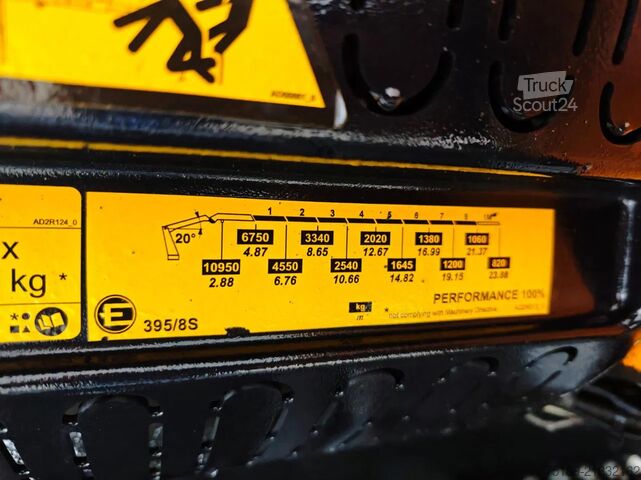 Truck
Scout24
AD2R124_0
x
kg *
20°
1 2 3 4 5 6 7 8
6750 3340 2020 1380 1060
4.87 8.65 12.67 16.99 21.37
10950 4550 2540 1645 1200 820
2.88 6.76 10.66 14.82 19.15 23.88
E 395/8S
kg
m
PERFORMANCE 100%
* not complying with Machinery Directive